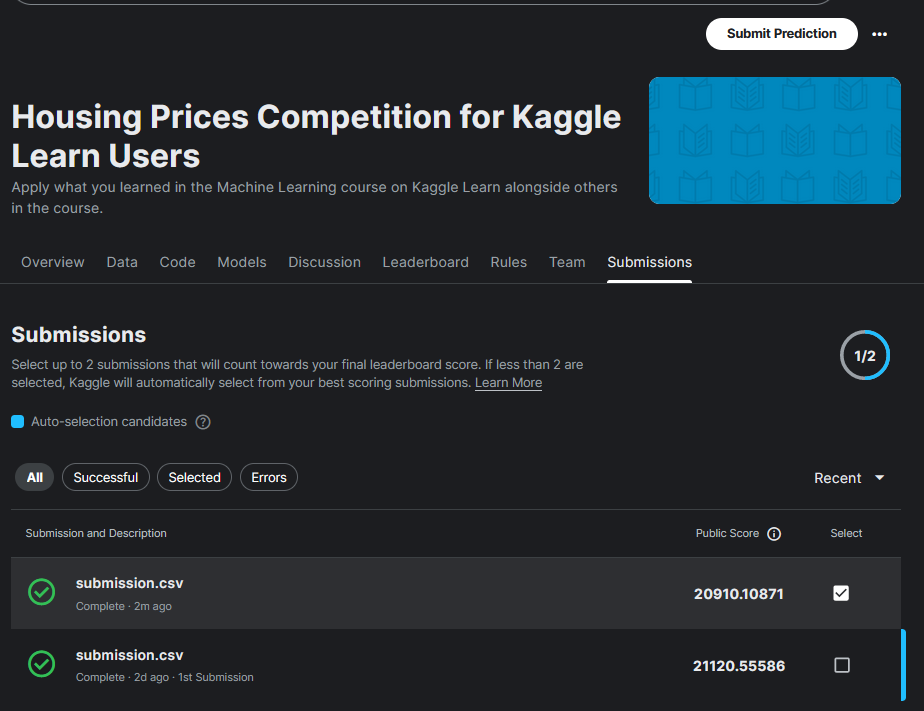 Submit Prediction
Housing Prices Competition for Kaggle
Learn Users
Apply what you learned in the Machine Learning course on Kaggle Learn alongside others
in the course.
Overview Data Code Models Discussion Leaderboard Rules Team Submissions
Submissions
Select up to 2 submissions that will count towards your final leaderboard score. If less than 2 are
selected, Kaggle will automatically select from your best scoring submissions. Learn More
1/2
Auto-selection candidates ?
All Successful Selected Errors Recent
Submission and Description Public Score Select
submission.csv
Complete · 2m ago
20910.10871
submission.csv
Complete · 2d ago · 1st Submission
21120.55586